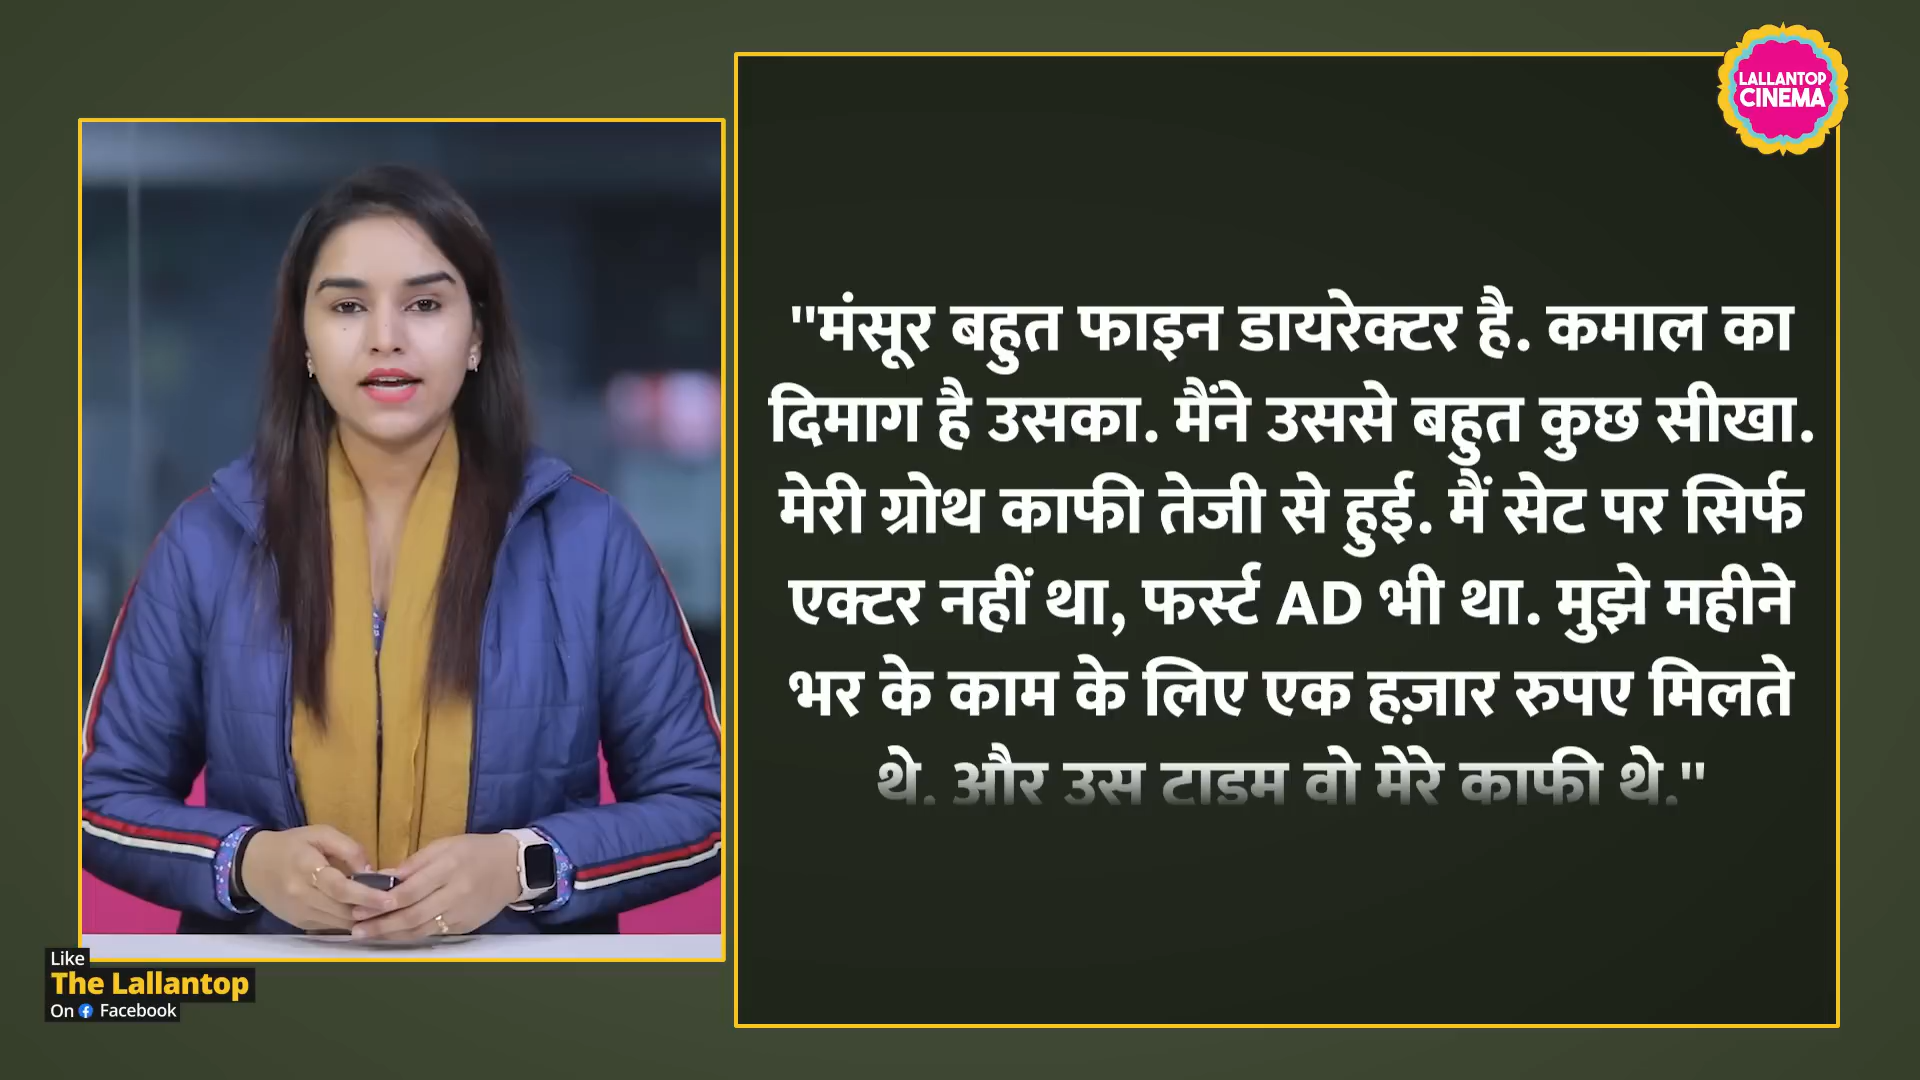 LALLANTOP
CINEMA
"मंसूर बहुत फाइन डायरेक्टर है. कमाल का
दिमाग है उसका. मैंने उससे बहुत कुछ सीखा.
मेरी ग्रोथ काफी तेजी से हुई. मैं सेट पर सिर्फ
एक्टर नहीं था, फर्स्ट AD भी था. मुझे महीने
भर के काम के लिए एक हज़ार रुपए मिलते
थे. और उस टाइम वो मेरे काफी थे."
Like
The Lallantop
On Facebook